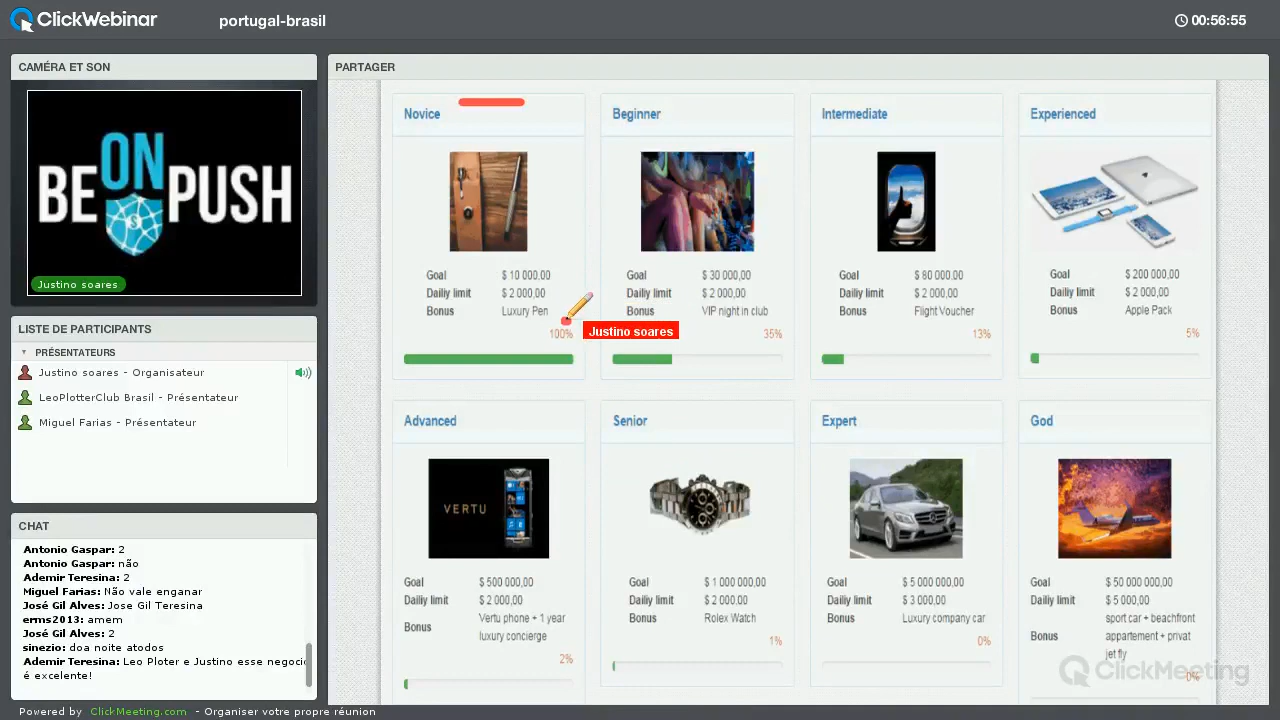 ClickWebinar
portugal-brasil
00:56:55
CAMÉRA ET SON
BE ON PUSH
$
Justino soares
LISTE DE PARTICIPANTS
PRÉSENTATEURS
Justino soares - Organisateur
LeoPlotterClub Brasil - Présentateur
Miguel Farias - Présentateur
CHAT
Antonio Gaspar: 2
Antonio Gaspar: não
Ademir Teresina: 2
Miguel Farias: Não vale enganar
José Gil Alves: Jose Gil Teresina
erms2013: amem
José Gil Alves: 2
sinezio: doa noite atodos
Ademir Teresina: Leo Ploter e Justino esse negocio
é excelente!
PARTAGER
Novice
Goal $ 10 000,00
Dailiy limit $ 2 000,00
Bonus Luxury Pen
100%
Justino soares
Beginner
Goal $ 30 000,00
Dailiy limit $ 2 000,00
Bonus VIP night in club
35%
Intermediate
Goal $ 80 000,00
Dailiy limit $ 2 000,00
Bonus Flight Voucher
13%
Experienced
Goal $ 200 000,00
Dailiy limit $ 2 000,00
Bonus Apple Pack
5%
Advanced
VERTU
Goal $ 500 000,00
Dailiy limit $ 2 000,00
Bonus Vertu phone + 1 year
luxury concierge
2%
Senior
Goal $ 1 000 000,00
Dailiy limit $ 2 000,00
Bonus Rolex Watch
1%
Expert
Goal $ 5 000 000,00
Dailiy limit $ 3 000,00
Bonus Luxury company car
0%
God
Goal $ 50 000 000,00
Dailiy limit $ 5 000,00
Bonus sport car + beachfront
appartement + privat
jet fly
0%
ClickMeeting
Powered by ClickMeeting.com - Organiser votre propre réunion